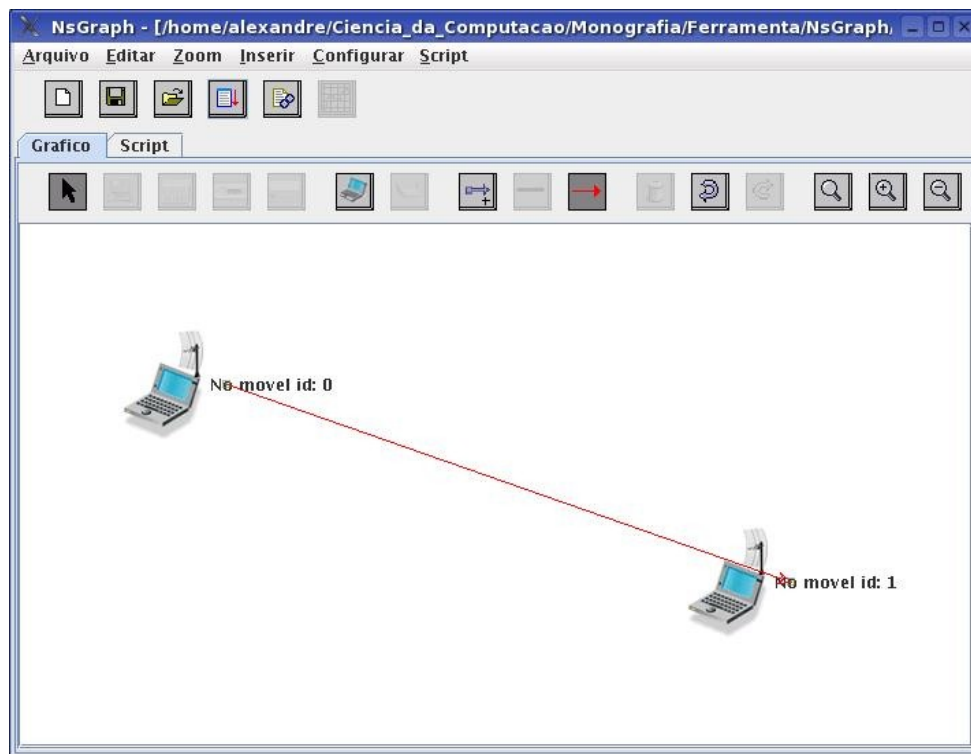 NsGraph - [/home/alexandre/Ciencia_da_Computacao/Monografia/Ferramenta/NsGraph/
Arquivo Editar Zoom Inserir Configurar Script
Grafico Script
No movel id: 0
No movel id: 1